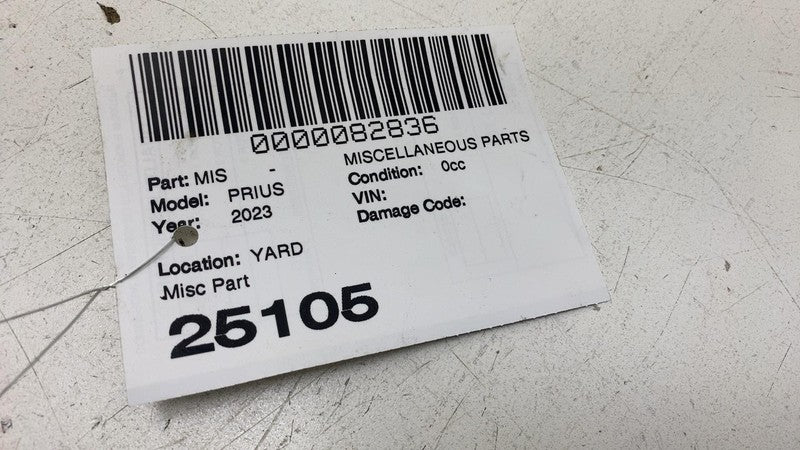 0000082836
MISCELLANEOUS PARTS
Part: MIS -
Condition: 0cc
Model: PRIUS
VIN:
Year: 2023
Damage Code:
Location: YARD
Misc Part
25105